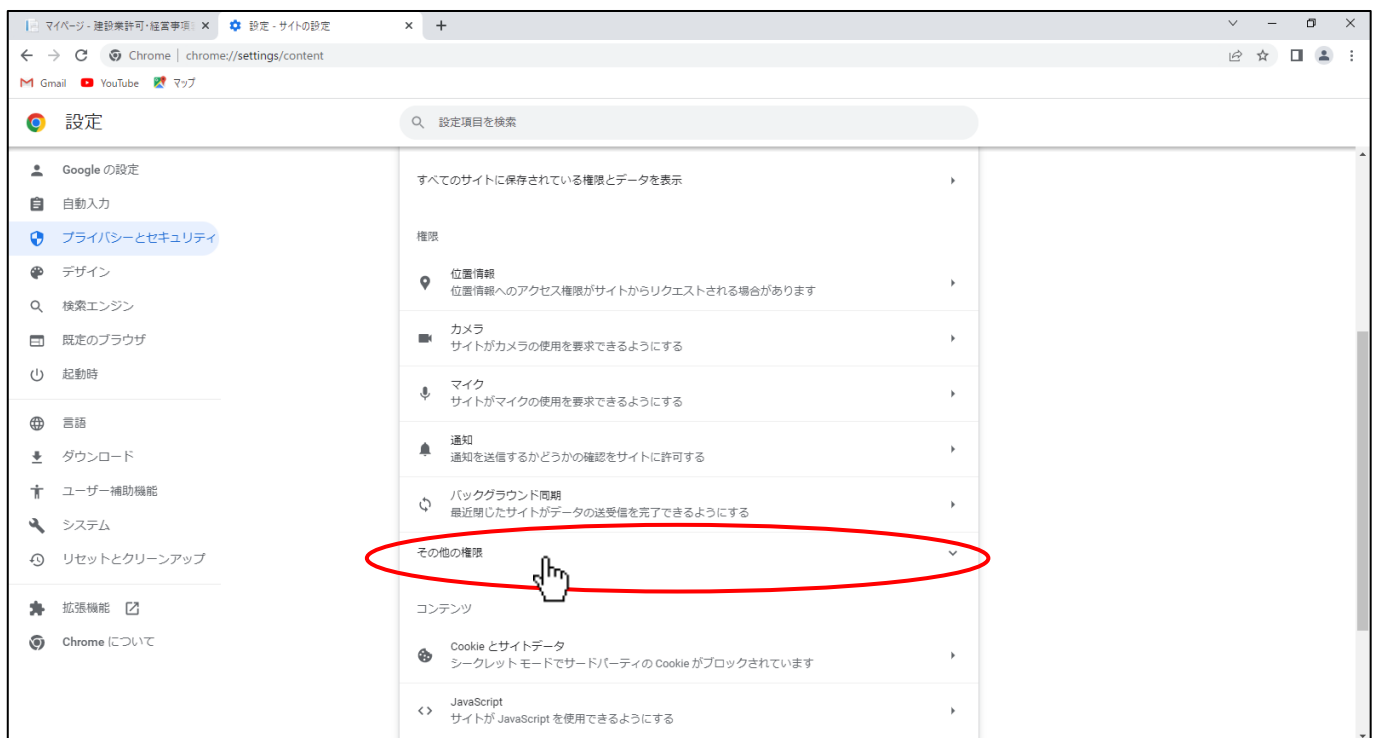 マイページ - 建設業許可・経営事項
設定 - サイトの設定
Chrome | chrome://settings/content
Gmail
YouTube
マップ
設定
設定項目を検索
Google の設定
自動入力
プライバシーとセキュリティ
デザイン
検索エンジン
既定のブラウザ
起動時
言語
ダウンロード
ユーザー補助機能
システム
リセットとクリーンアップ
拡張機能
Chrome について
すべてのサイトに保存されている権限とデータを表示
権限
位置情報
位置情報へのアクセス権限がサイトからリクエストされる場合があります
カメラ
サイトがカメラの使用を要求できるようにする
マイク
サイトがマイクの使用を要求できるようにする
通知
通知を送信するかどうかの確認をサイトに許可する
バックグラウンド同期
最近閉じたサイトがデータの送受信を完了できるようにする
その他の権限
コンテンツ
Cookie とサイトデータ
シークレット モードでサードパーティの Cookie がブロックされています
JavaScript
サイトが JavaScript を使用できるようにする